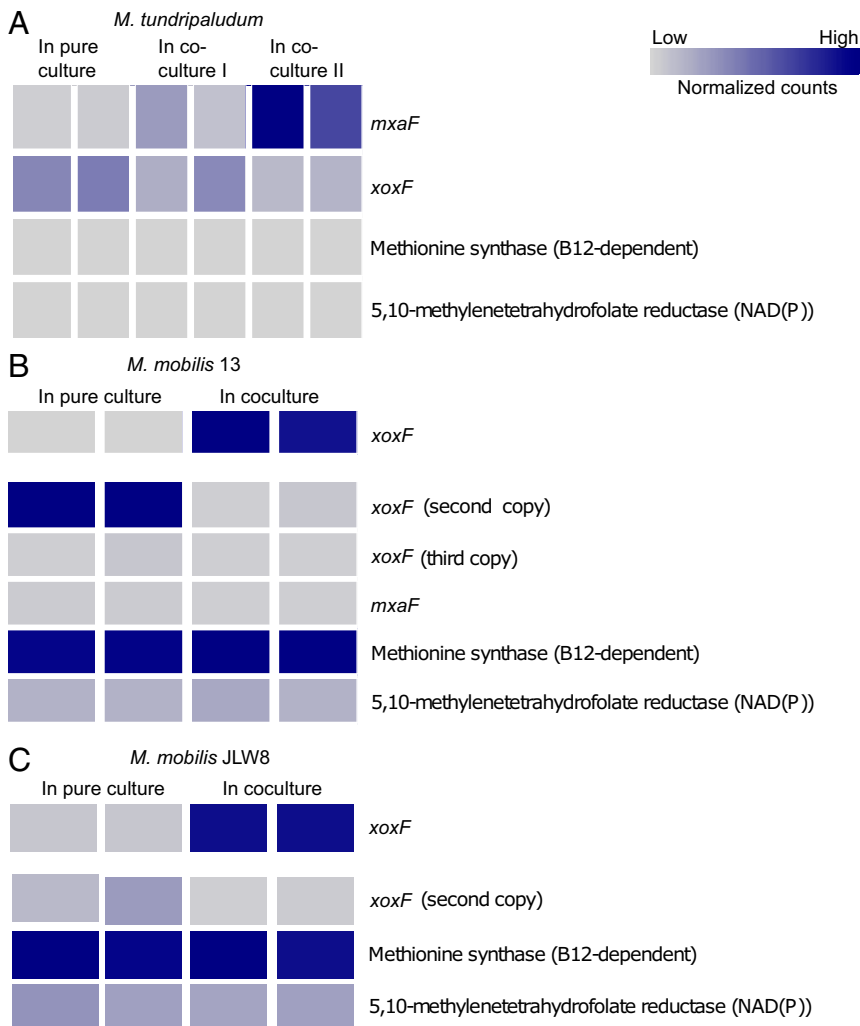 A
M. tundripaludum
In pure
culture
In co-
culture I
In co-
culture II
Low
High
Normalized counts
mxaF
xoxF
Methionine synthase (B12-dependent)
5,10-methylenetetrahydrofolate reductase (NAD(P))
B
M. mobilis 13
In pure culture
In coculture
xoxF
xoxF (second copy)
xoxF (third copy)
mxaF
Methionine synthase (B12-dependent)
5,10-methylenetetrahydrofolate reductase (NAD(P))
C
M. mobilis JLW8
In pure culture
In coculture
xoxF
xoxF (second copy)
Methionine synthase (B12-dependent)
5,10-methylenetetrahydrofolate reductase (NAD(P))